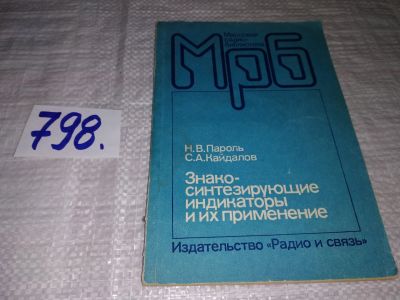 Массовая
радио-
библиотека
Мрб
798.
Н.В.Пароль
С.А.Кайдалов
Знако-
синтезирующие
индикаторы
и их применение
Издательство «Радио и связь»